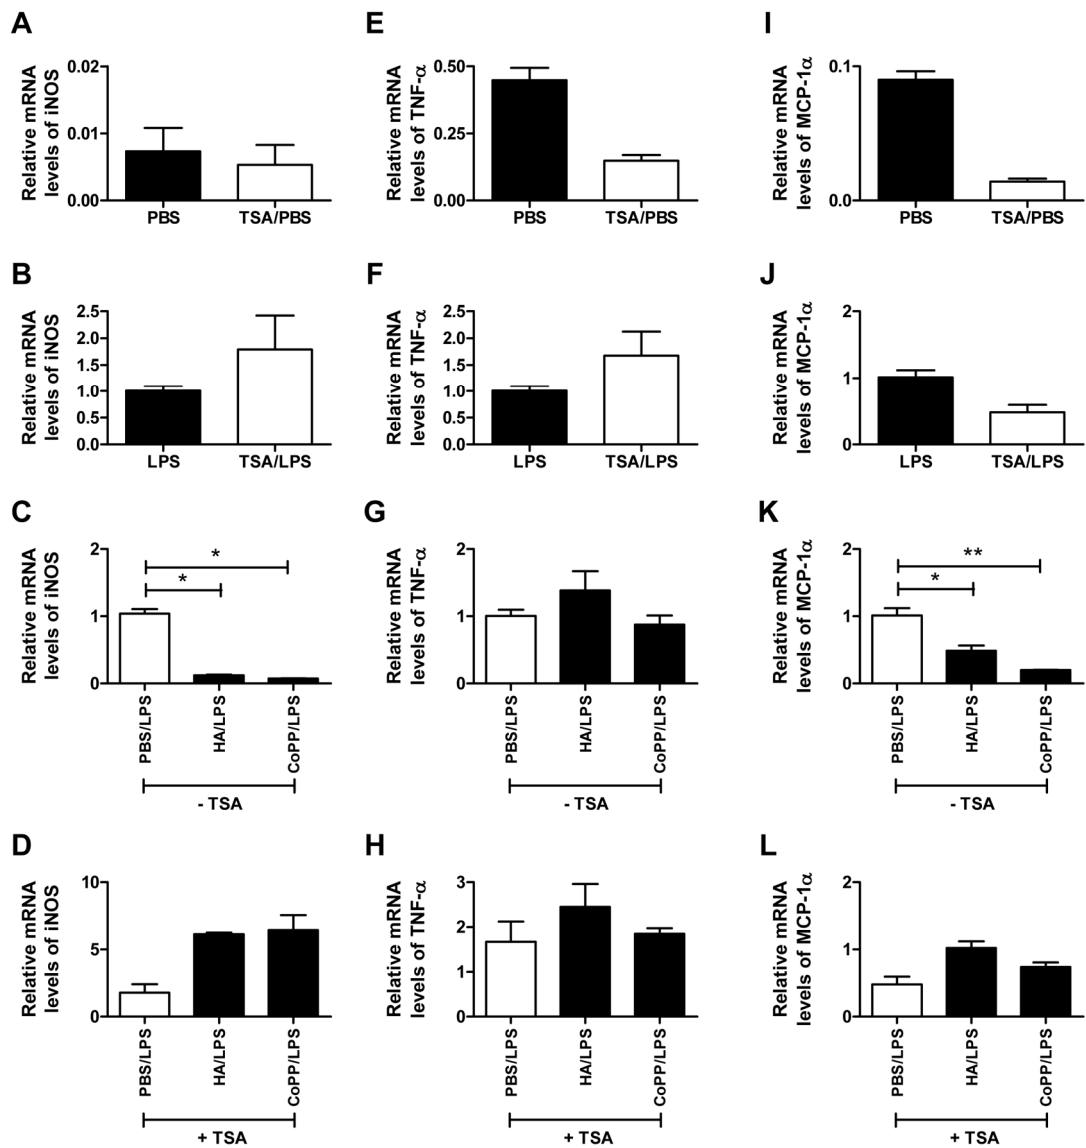 A
Relative mRNA
levels of iNOS
0.02
0.01
0.00
PBS
TSA/PBS
E
Relative mRNA
levels of TNF-α
0.50
0.25
0.00
PBS
TSA/PBS
I
Relative mRNA
levels of MCP-1α
0.1
0.0
PBS
TSA/PBS
B
Relative mRNA
levels of iNOS
2.5
2.0
1.5
1.0
0.5
0.0
LPS
TSA/LPS
F
Relative mRNA
levels of TNF-α
2.5
2.0
1.5
1.0
0.5
0.0
LPS
TSA/LPS
J
Relative mRNA
levels of MCP-1α
2
1
0
LPS
TSA/LPS
C
Relative mRNA
levels of iNOS
2
1
0
*
*
PBS/LPS
HA/LPS
CoPP/LPS
- TSA
G
Relative mRNA
levels of TNF-α
2
1
0
PBS/LPS
HA/LPS
CoPP/LPS
- TSA
K
Relative mRNA
levels of MCP-1α
2
1
0
**
*
PBS/LPS
HA/LPS
CoPP/LPS
- TSA
D
Relative mRNA
levels of iNOS
10
5
0
PBS/LPS
HA/LPS
CoPP/LPS
+ TSA
H
Relative mRNA
levels of TNF-α
3
2
1
0
PBS/LPS
HA/LPS
CoPP/LPS
+ TSA
L
Relative mRNA
levels of MCP-1α
2
1
0
PBS/LPS
HA/LPS
CoPP/LPS
+ TSA